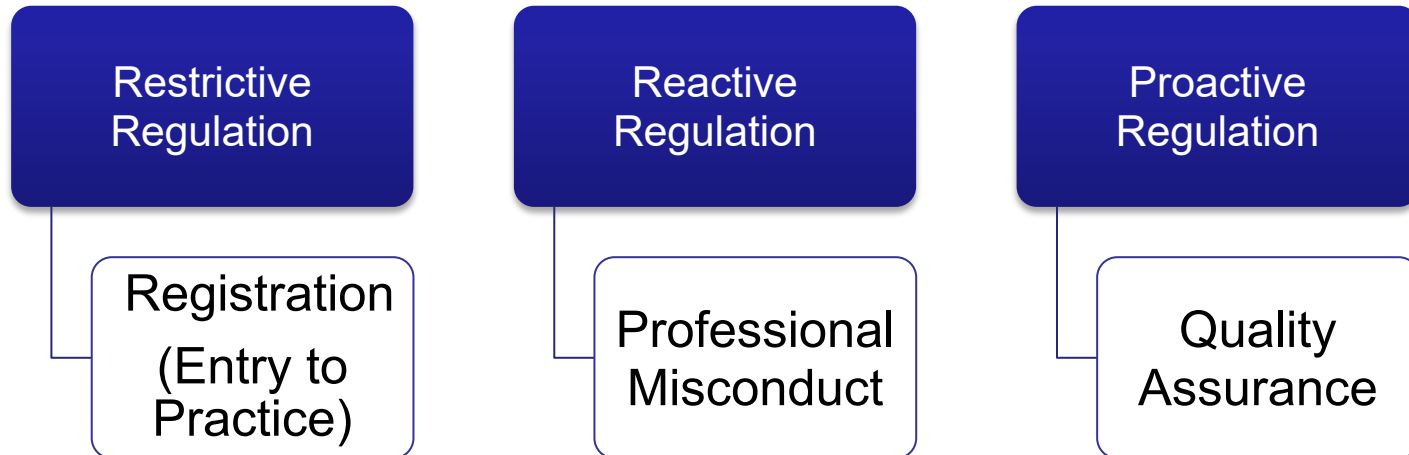 Restrictive
Regulation
Registration
(Entry to
Practice)
Reactive
Regulation
Professional
Misconduct
Proactive
Regulation
Quality
Assurance